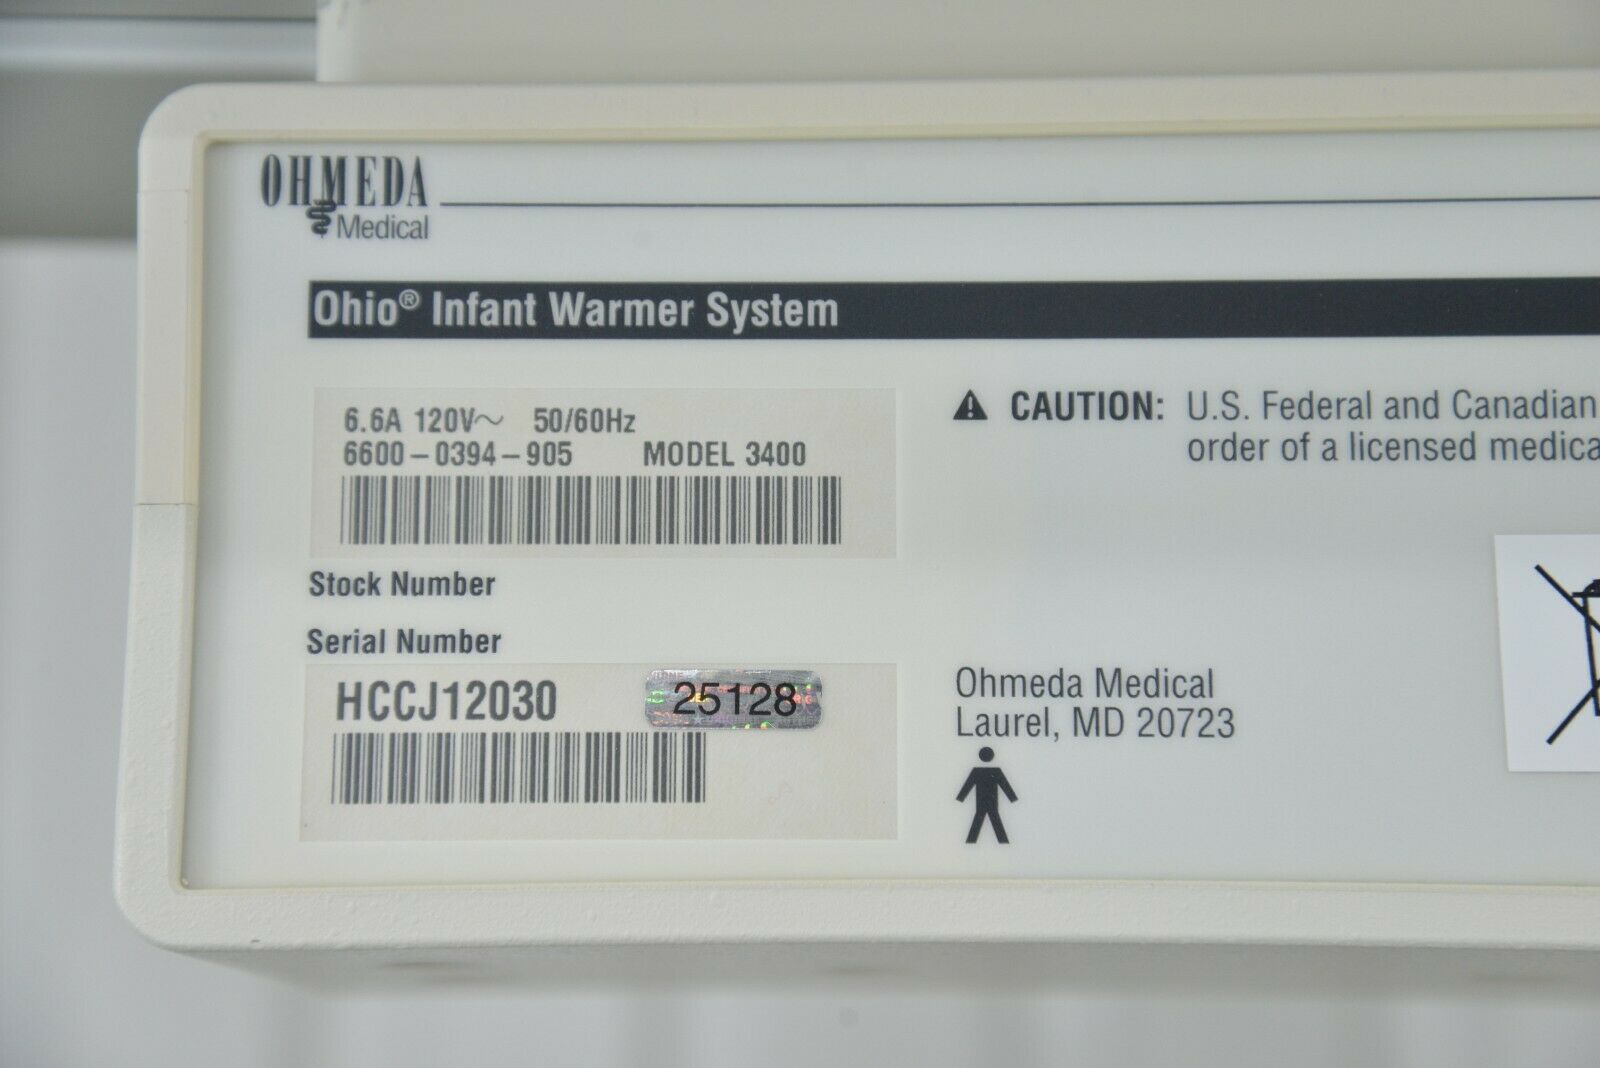 OHMEDA
Medical
Ohio® Infant Warmer System
6.6A 120V~ 50/60Hz
6600-0394-905 MODEL 3400
CAUTION: U.S. Federal and Canadian
order of a licensed medica
Stock Number
Serial Number
HCCJ12030
25128
Ohmeda Medical
Laurel, MD 20723